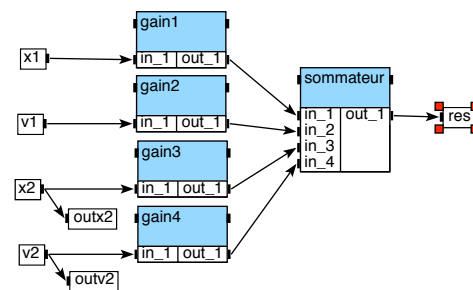 gain1
x1
in_1 out_1
gain2
sommateur
v1
in_1 out_1
in_1 out_1
res
in_2
gain3
in_3
in_4
x2
in_1 out_1
outx2
gain4
v2
in_1 out_1
outv2